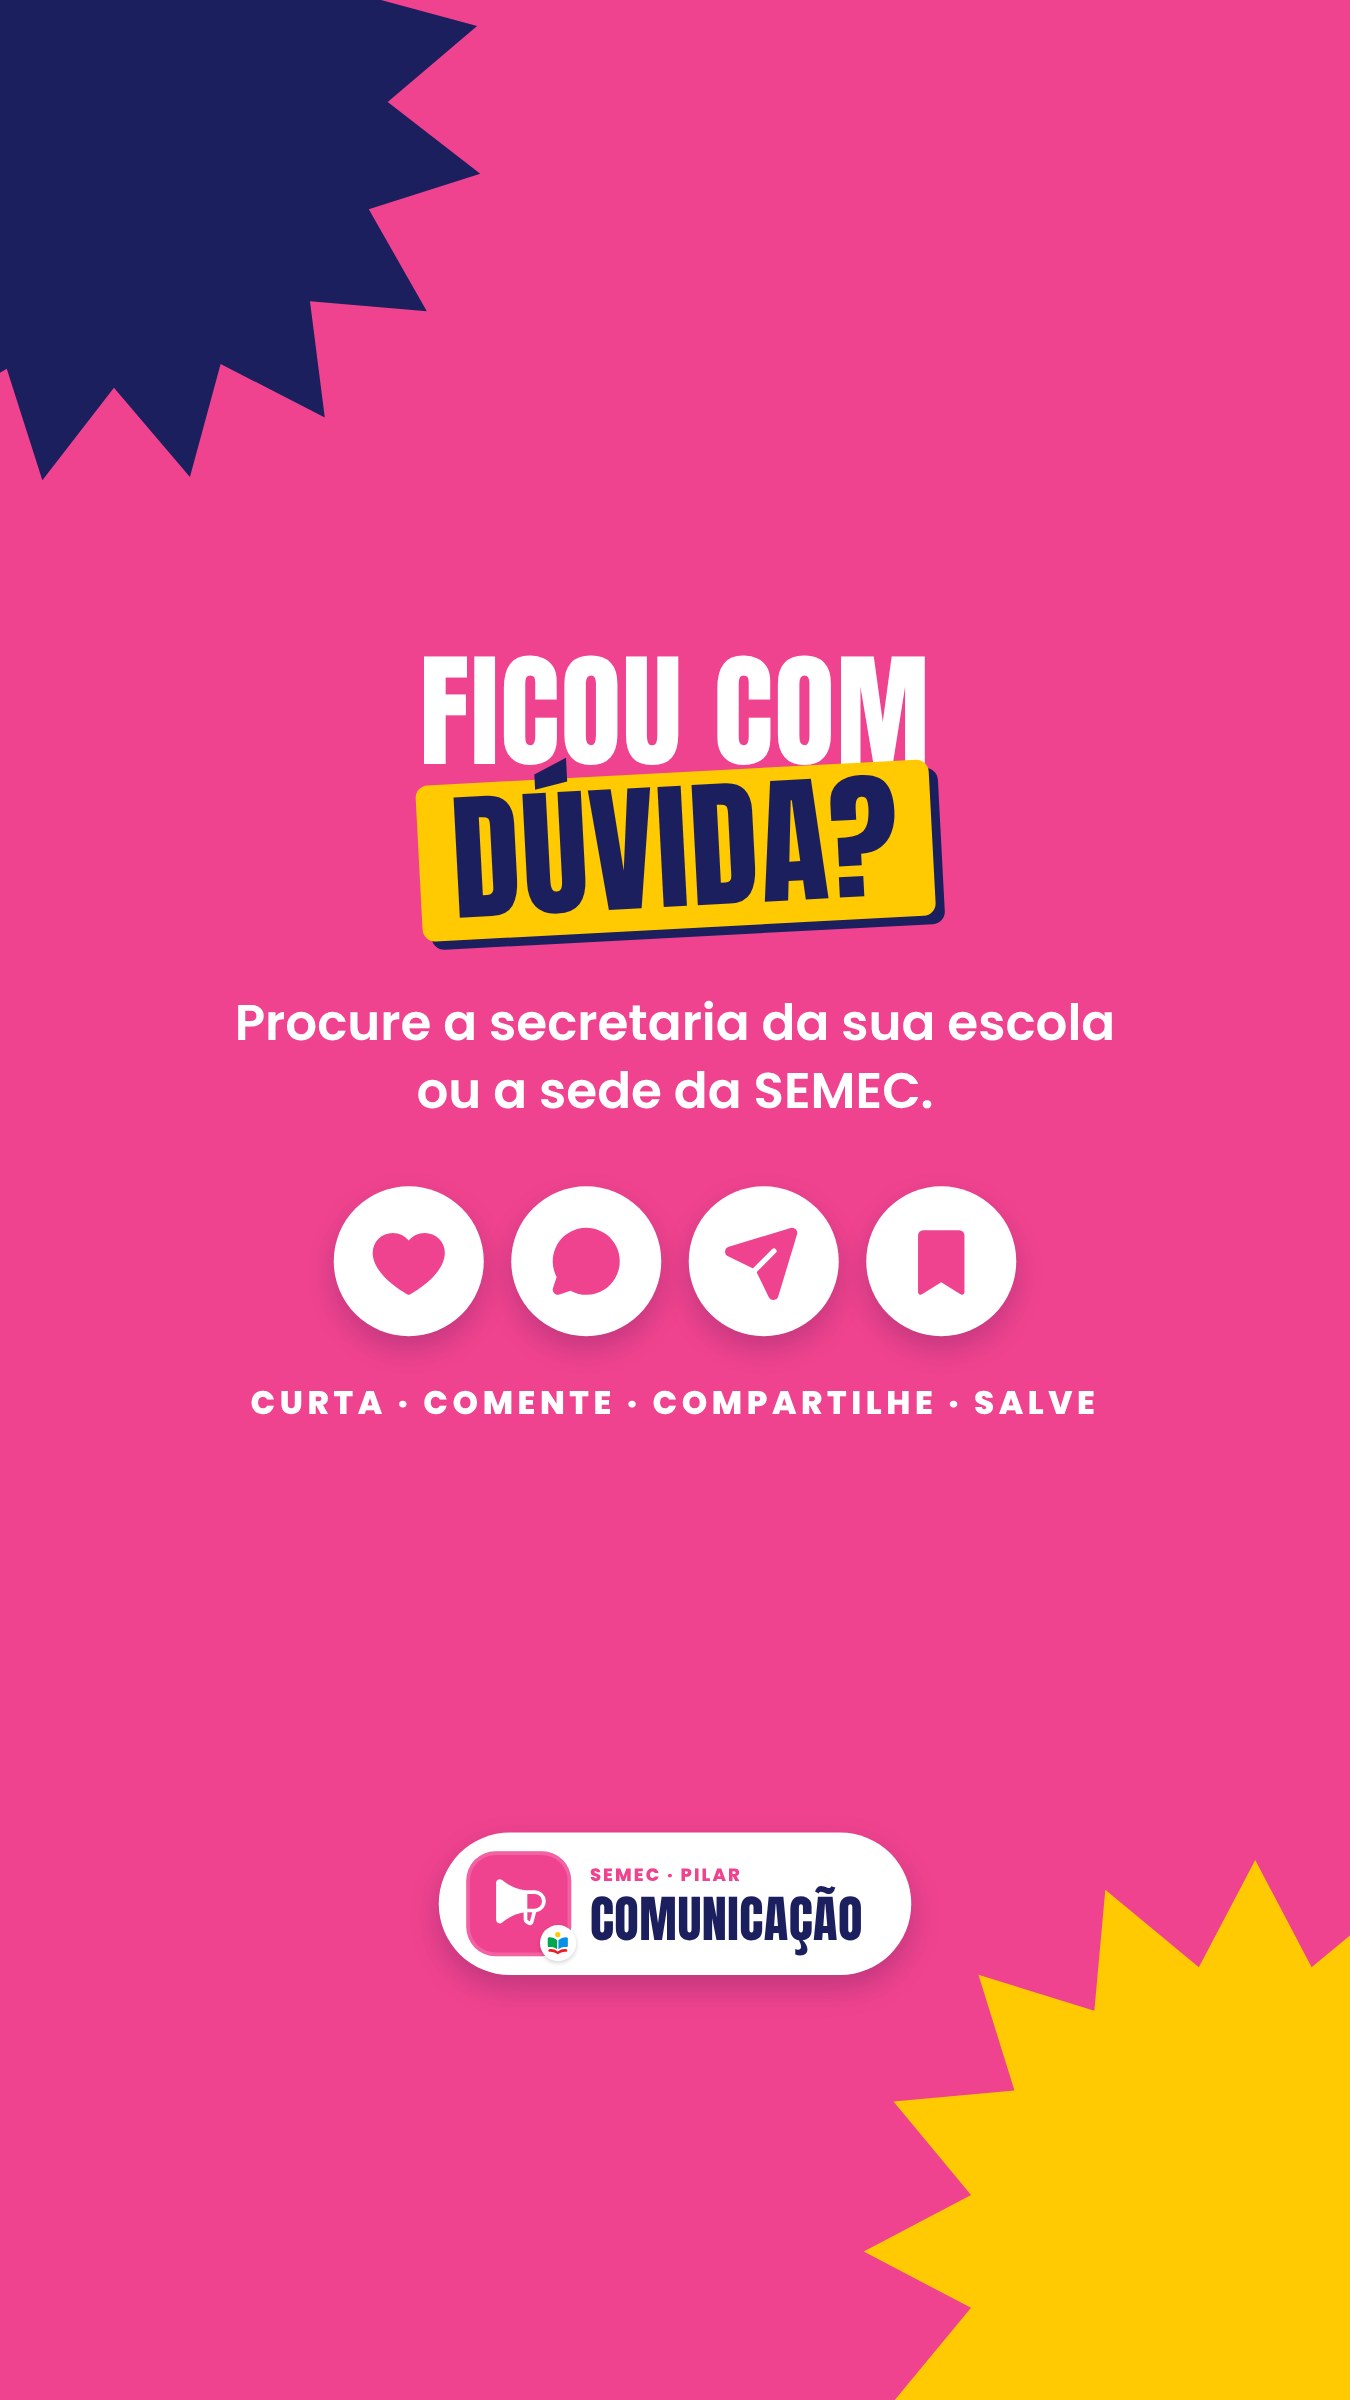 FICOU COM
DÚVIDA?
Procure a secretaria da sua escola
ou a sede da SEMEC.
CURTA · COMENTE · COMPARTILHE · SALVE
SEMEC · PILAR
COMUNICAÇÃO